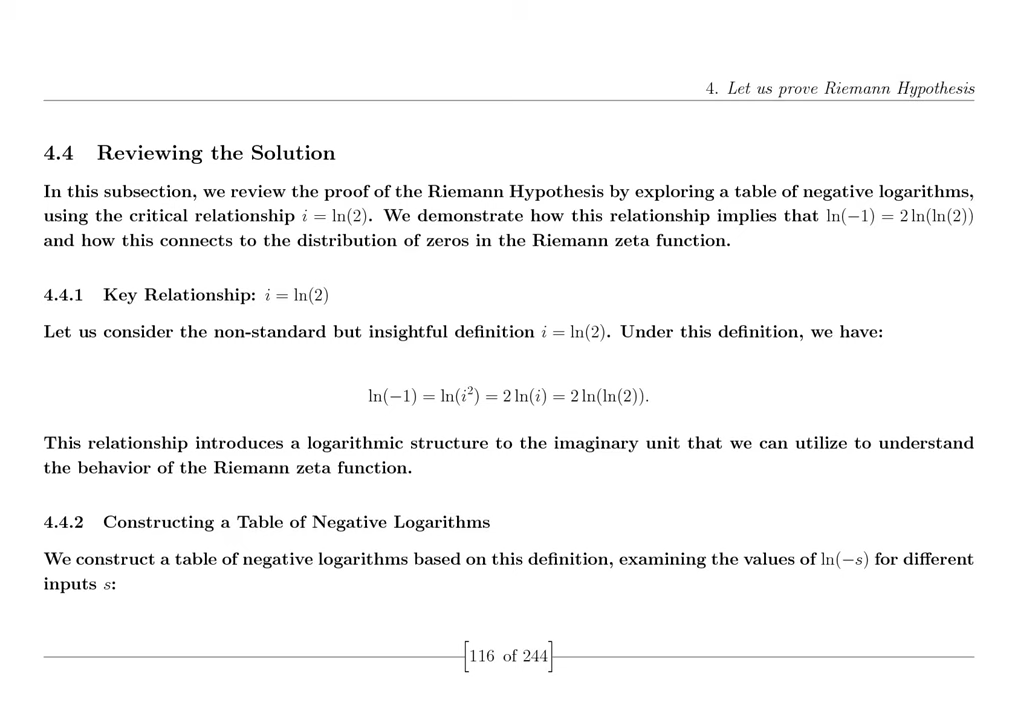 4. Let us prove Riemann Hypothesis
4.4 Reviewing the Solution
In this subsection, we review the proof of the Riemann Hypothesis by exploring a table of negative logarithms,
using the critical relationship i = ln(2). We demonstrate how this relationship implies that ln(−1) = 2 ln(ln(2))
and how this connects to the distribution of zeros in the Riemann zeta function.
4.4.1 Key Relationship: i = ln(2)
Let us consider the non-standard but insightful definition i = ln(2). Under this definition, we have:
ln(−1) = ln(i²) = 2 ln(i) = 2 ln(ln(2)).
This relationship introduces a logarithmic structure to the imaginary unit that we can utilize to understand
the behavior of the Riemann zeta function.
4.4.2 Constructing a Table of Negative Logarithms
We construct a table of negative logarithms based on this definition, examining the values of ln(−s) for different
inputs s:
[116 of 244]